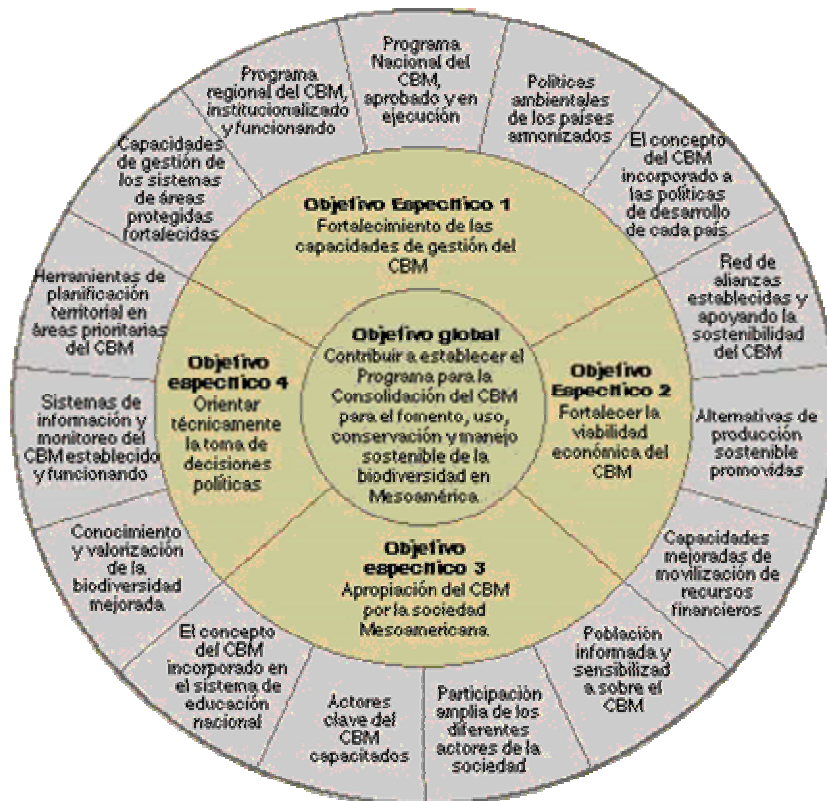 Objetivo global
Contribuir a establecer el
Programa para la
Consolidación del CBM
para el fomento, uso,
conservación y manejo
sostenible de la
biodiversidad en
Mesoamérica
Objetivo Específico 1
Fortalecimiento de las
capacidades de gestión del
CBM
Objetivo
Específico 2
Fortalecer la
viabilidad
económica del
CBM
Objetivo
específico 3
Apropiación del CBM
por la sociedad
Mesoamericana.
Objetivo
específico 4
Orientar
técnicamente
la toma de
decisiones
políticas
Capacidades
de gestión de
los sistemas
de áreas
protegidas
fortalecidas
Programa
regional del CBM,
institucionalizado
y funcionando
Programa
Nacional del
CBM,
aprobado y en
ejecución
Políticas
ambientales
de los países
armonizados
El concepto
del CBM
incorporado a
las políticas
de desarrollo
de cada país
Red de
alianzas
establecidas y
apoyando la
sostenibilidad
del CBM
Alternativas de
producción
sostenible
promovidas
Capacidades
mejoradas de
movilización de
recursos
financieros
Población
informada y
sensibilizad
a sobre el
CBM
Participación
amplia de los
diferentes
actores de la
sociedad
Actores
clave del
CBM
capacitados
El concepto
del CBM
incorporado en
el sistema de
educación
nacional
Conocimiento
y valorización
de la
biodiversidad
mejorada
Sistemas de
información y
monitoreo del
CBM establecido
y funcionando
Herramientas de
planificación
territorial en
áreas prioritarias
del CBM